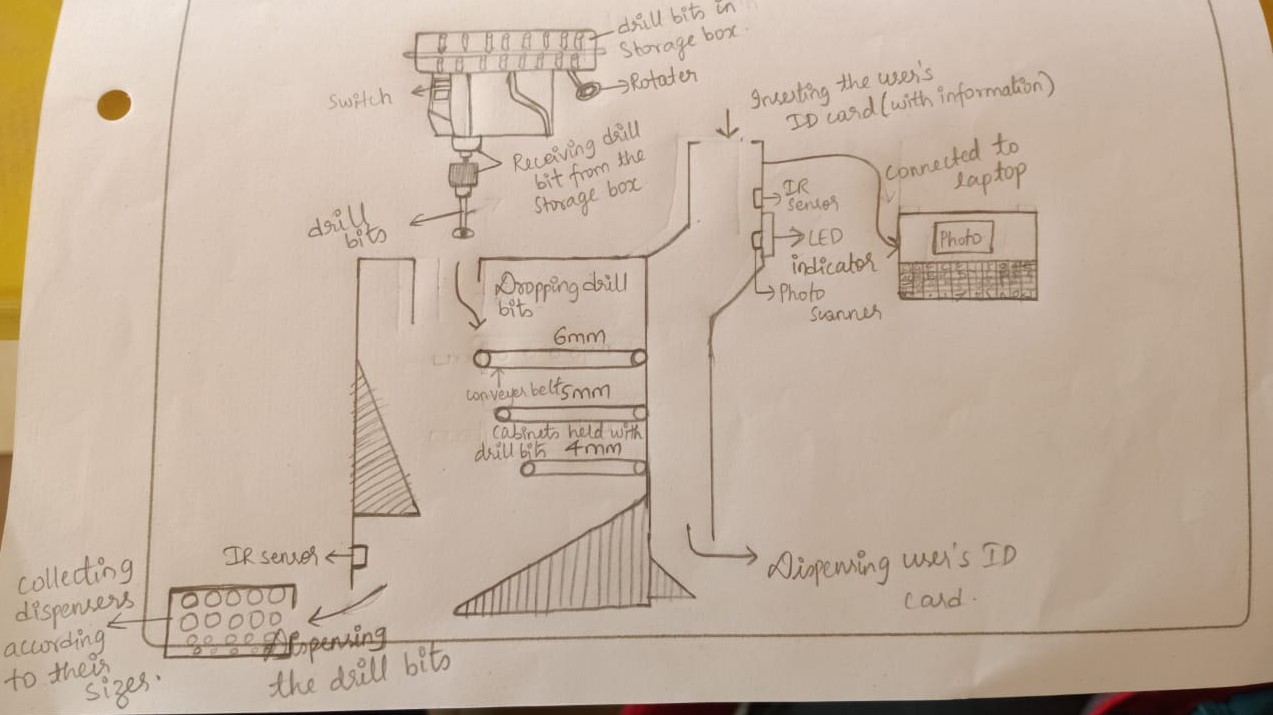 drill bits in
Storage box.
Rotater
Switch
Receiving drill
bit from the
Storage box
drill
bits
Inserting the user's
ID card (with information)
Connected to
laptop
IR
sensor
LED
indicator
Photo
Scanner
Photo
Dropping drill
bits
6mm
conveyer belt
5mm
Cabinets held with
drill bits
4mm
IR sensor
collecting
dispensers
according
to their
sizes.
Dispensing
the drill bits
Dispensing user's ID
card.